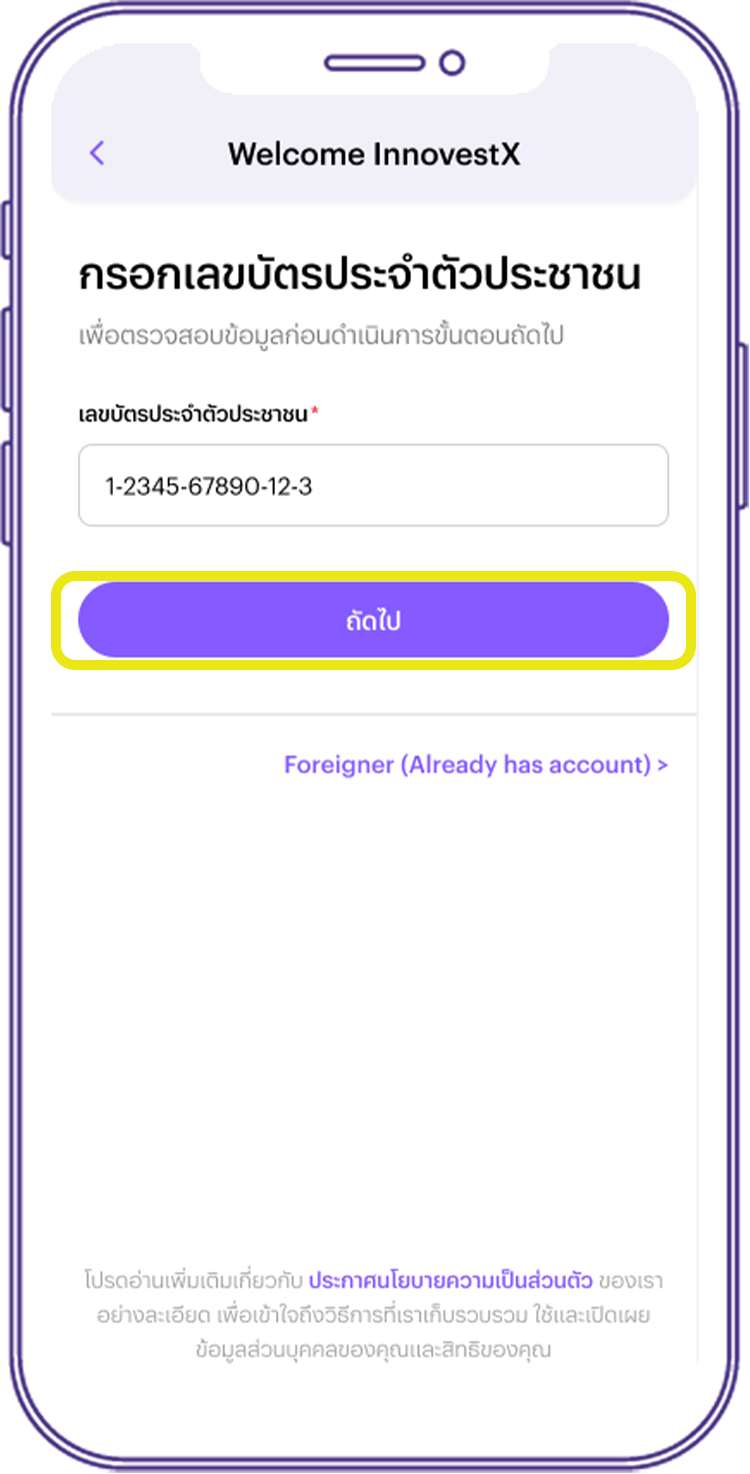 Welcome InnovestX
กรอกเลขบัตรประจำตัวประชาชน
เพื่อตรวจสอบข้อมูลก่อนดำเนินการขั้นตอนถัดไป
เลขบัตรประจำตัวประชาชน*
1-2345-67890-12-3
ถัดไป
Foreigner (Already has account) >
โปรดอ่านเพิ่มเติมเกี่ยวกับ ประกาศนโยบายความเป็นส่วนตัว ของเรา
อย่างละเอียด เพื่อเข้าใจถึงวิธีการที่เราเก็บรวบรวม ใช้และเปิดเผย
ข้อมูลส่วนบุคคลของคุณและสิทธิของคุณ